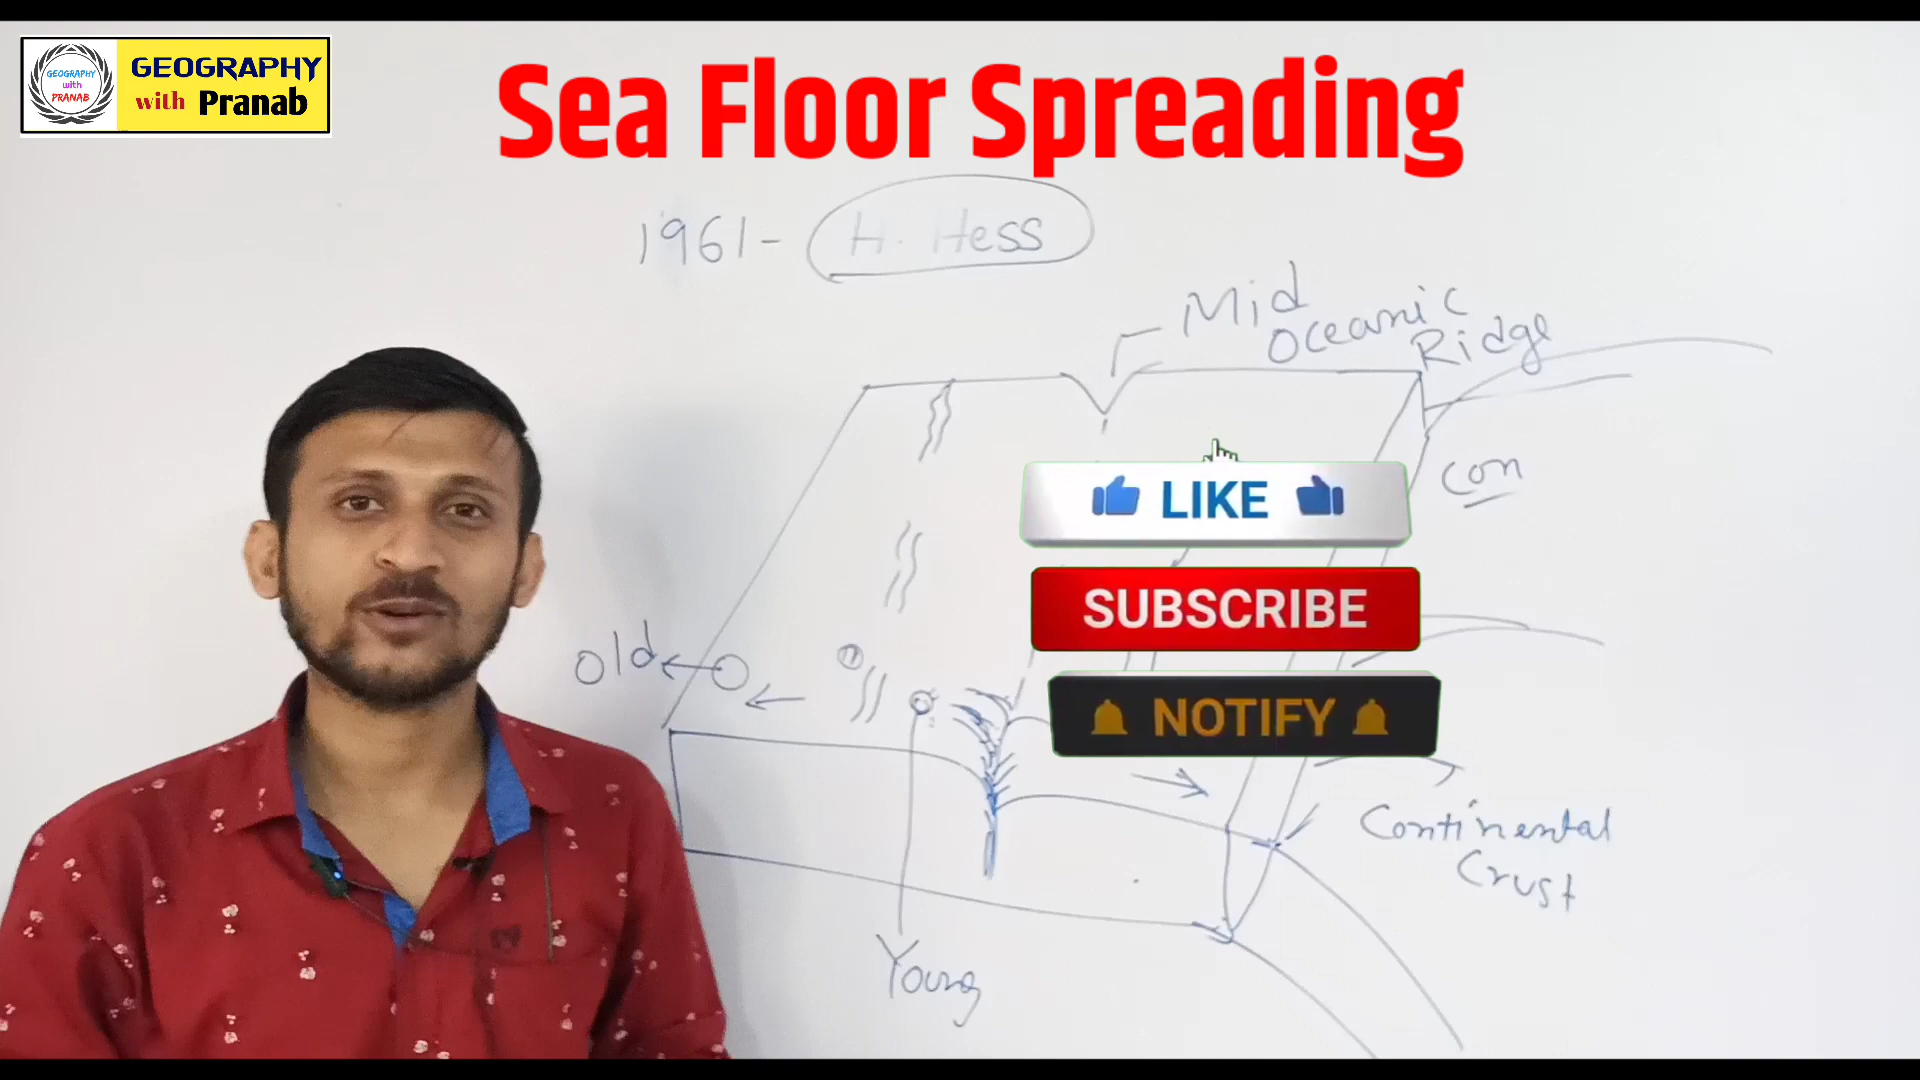 GEOGRAPHY
with
PRANAB
GEOGRAPHY
with Pranab
Sea Floor Spreading
1961- H. Hess
Mid
Oceanic
Ridge
Con
LIKE
SUBSCRIBE
NOTIFY
old
Continental
Crust
Young